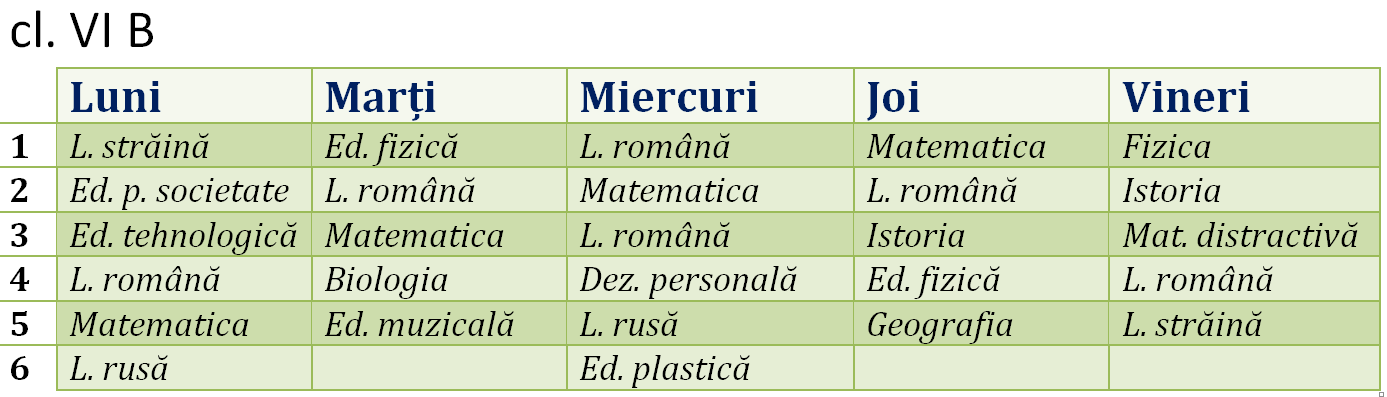 cl. VI B
Luni Marți Miercuri Joi Vineri
1 L. străină Ed. fizică L. română Matematica Fizica
2 Ed. p. societate L. română Matematica L. română Istoria
3 Ed. tehnologică Matematica L. română Istoria Mat. distractivă
4 L. română Biologia Dez. personală Ed. fizică L. română
5 Matematica Ed. muzicală L. rusă Geografia L. străină
6 L. rusă Ed. plastică